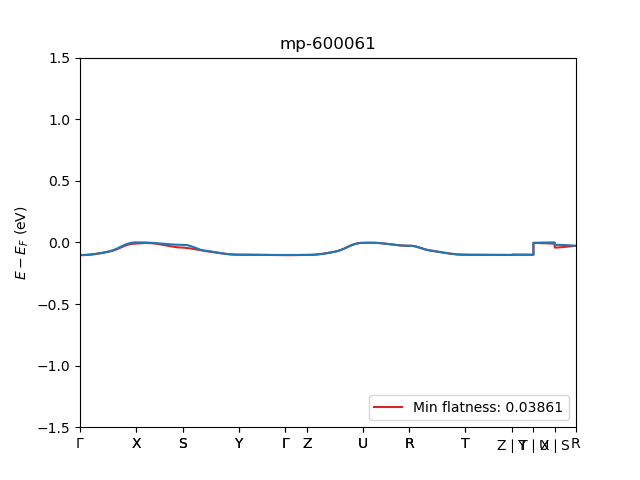 mp-600061
E − E_F (eV)
1.5
1.0
0.5
0.0
−0.5
−1.0
−1.5
Min flatness: 0.03861
Γ X S Y Γ Z U R T Z | T | | S R